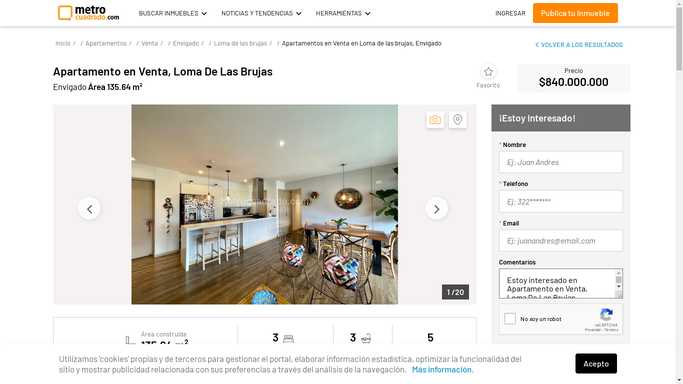 metro
cuadrado.com
BUSCAR INMUEBLES
NOTICIAS Y TENDENCIAS
HERRAMIENTAS
INGRESAR
Publica tu Inmueble
Inicio / / Apartamentos / / Venta / / Envigado / / Loma de las brujas / / Apartamentos en Venta en Loma de las brujas, Envigado
VOLVER A LOS RESULTADOS
Apartamento en Venta, Loma De Las Brujas
Envigado Área 135.64 m²
Favorito
Precio
$840.000.000
1 / 20
¡Estoy Interesado!
* Nombre
Ej: Juan Andres
* Teléfono
Ej: 322*******
* Email
Ej: juanandres@email.com
Comentarios
Estoy interesado en
Apartamento en Venta,
Loma De Las Brujas
No soy un robot
reCAPTCHA
Privacidad - Términos
Área construida
135.64 m²
3
3
5
Utilizamos 'cookies' propias y de terceros para gestionar el portal, elaborar información estadística, optimizar la funcionalidad del
sitio y mostrar publicidad relacionada con sus preferencias a través del análisis de la navegación. Más información.
Acepto